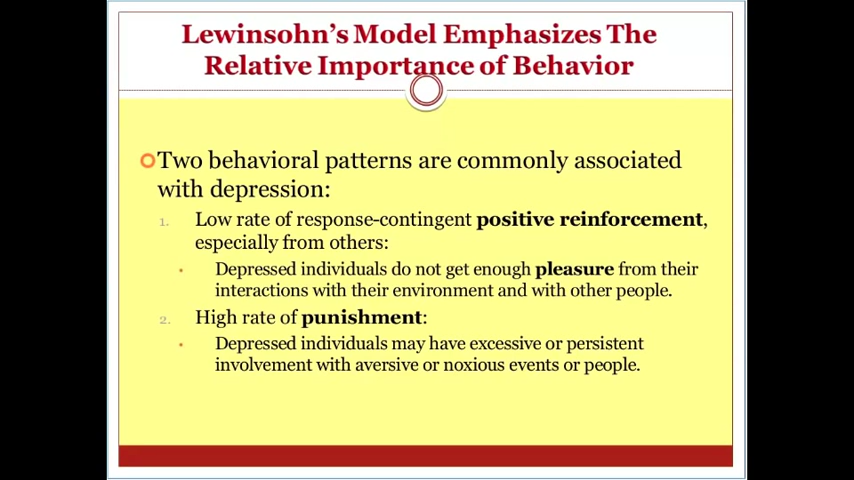 Lewinsohn's Model Emphasizes The
Relative Importance of Behavior
Two behavioral patterns are commonly associated
with depression:
1. Low rate of response-contingent positive reinforcement,
especially from others:
• Depressed individuals do not get enough pleasure from their
interactions with their environment and with other people.
2. High rate of punishment:
• Depressed individuals may have excessive or persistent
involvement with aversive or noxious events or people.